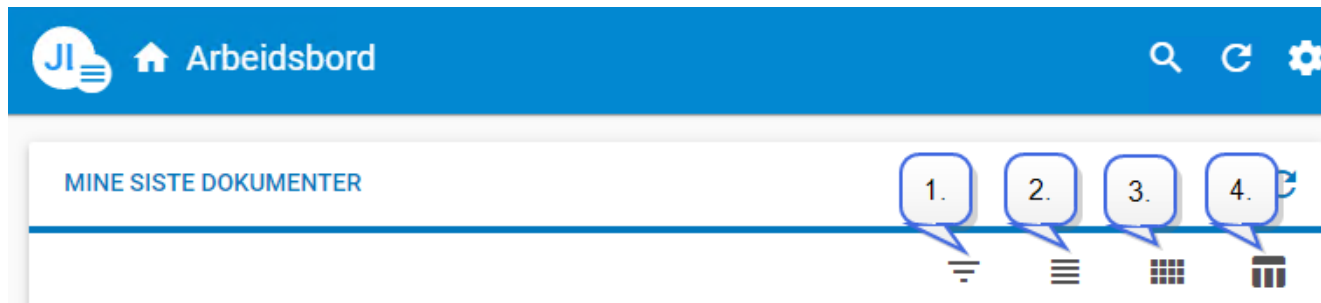 JI Arbeidsbord
MINE SISTE DOKUMENTER
1. 2. 3. 4.